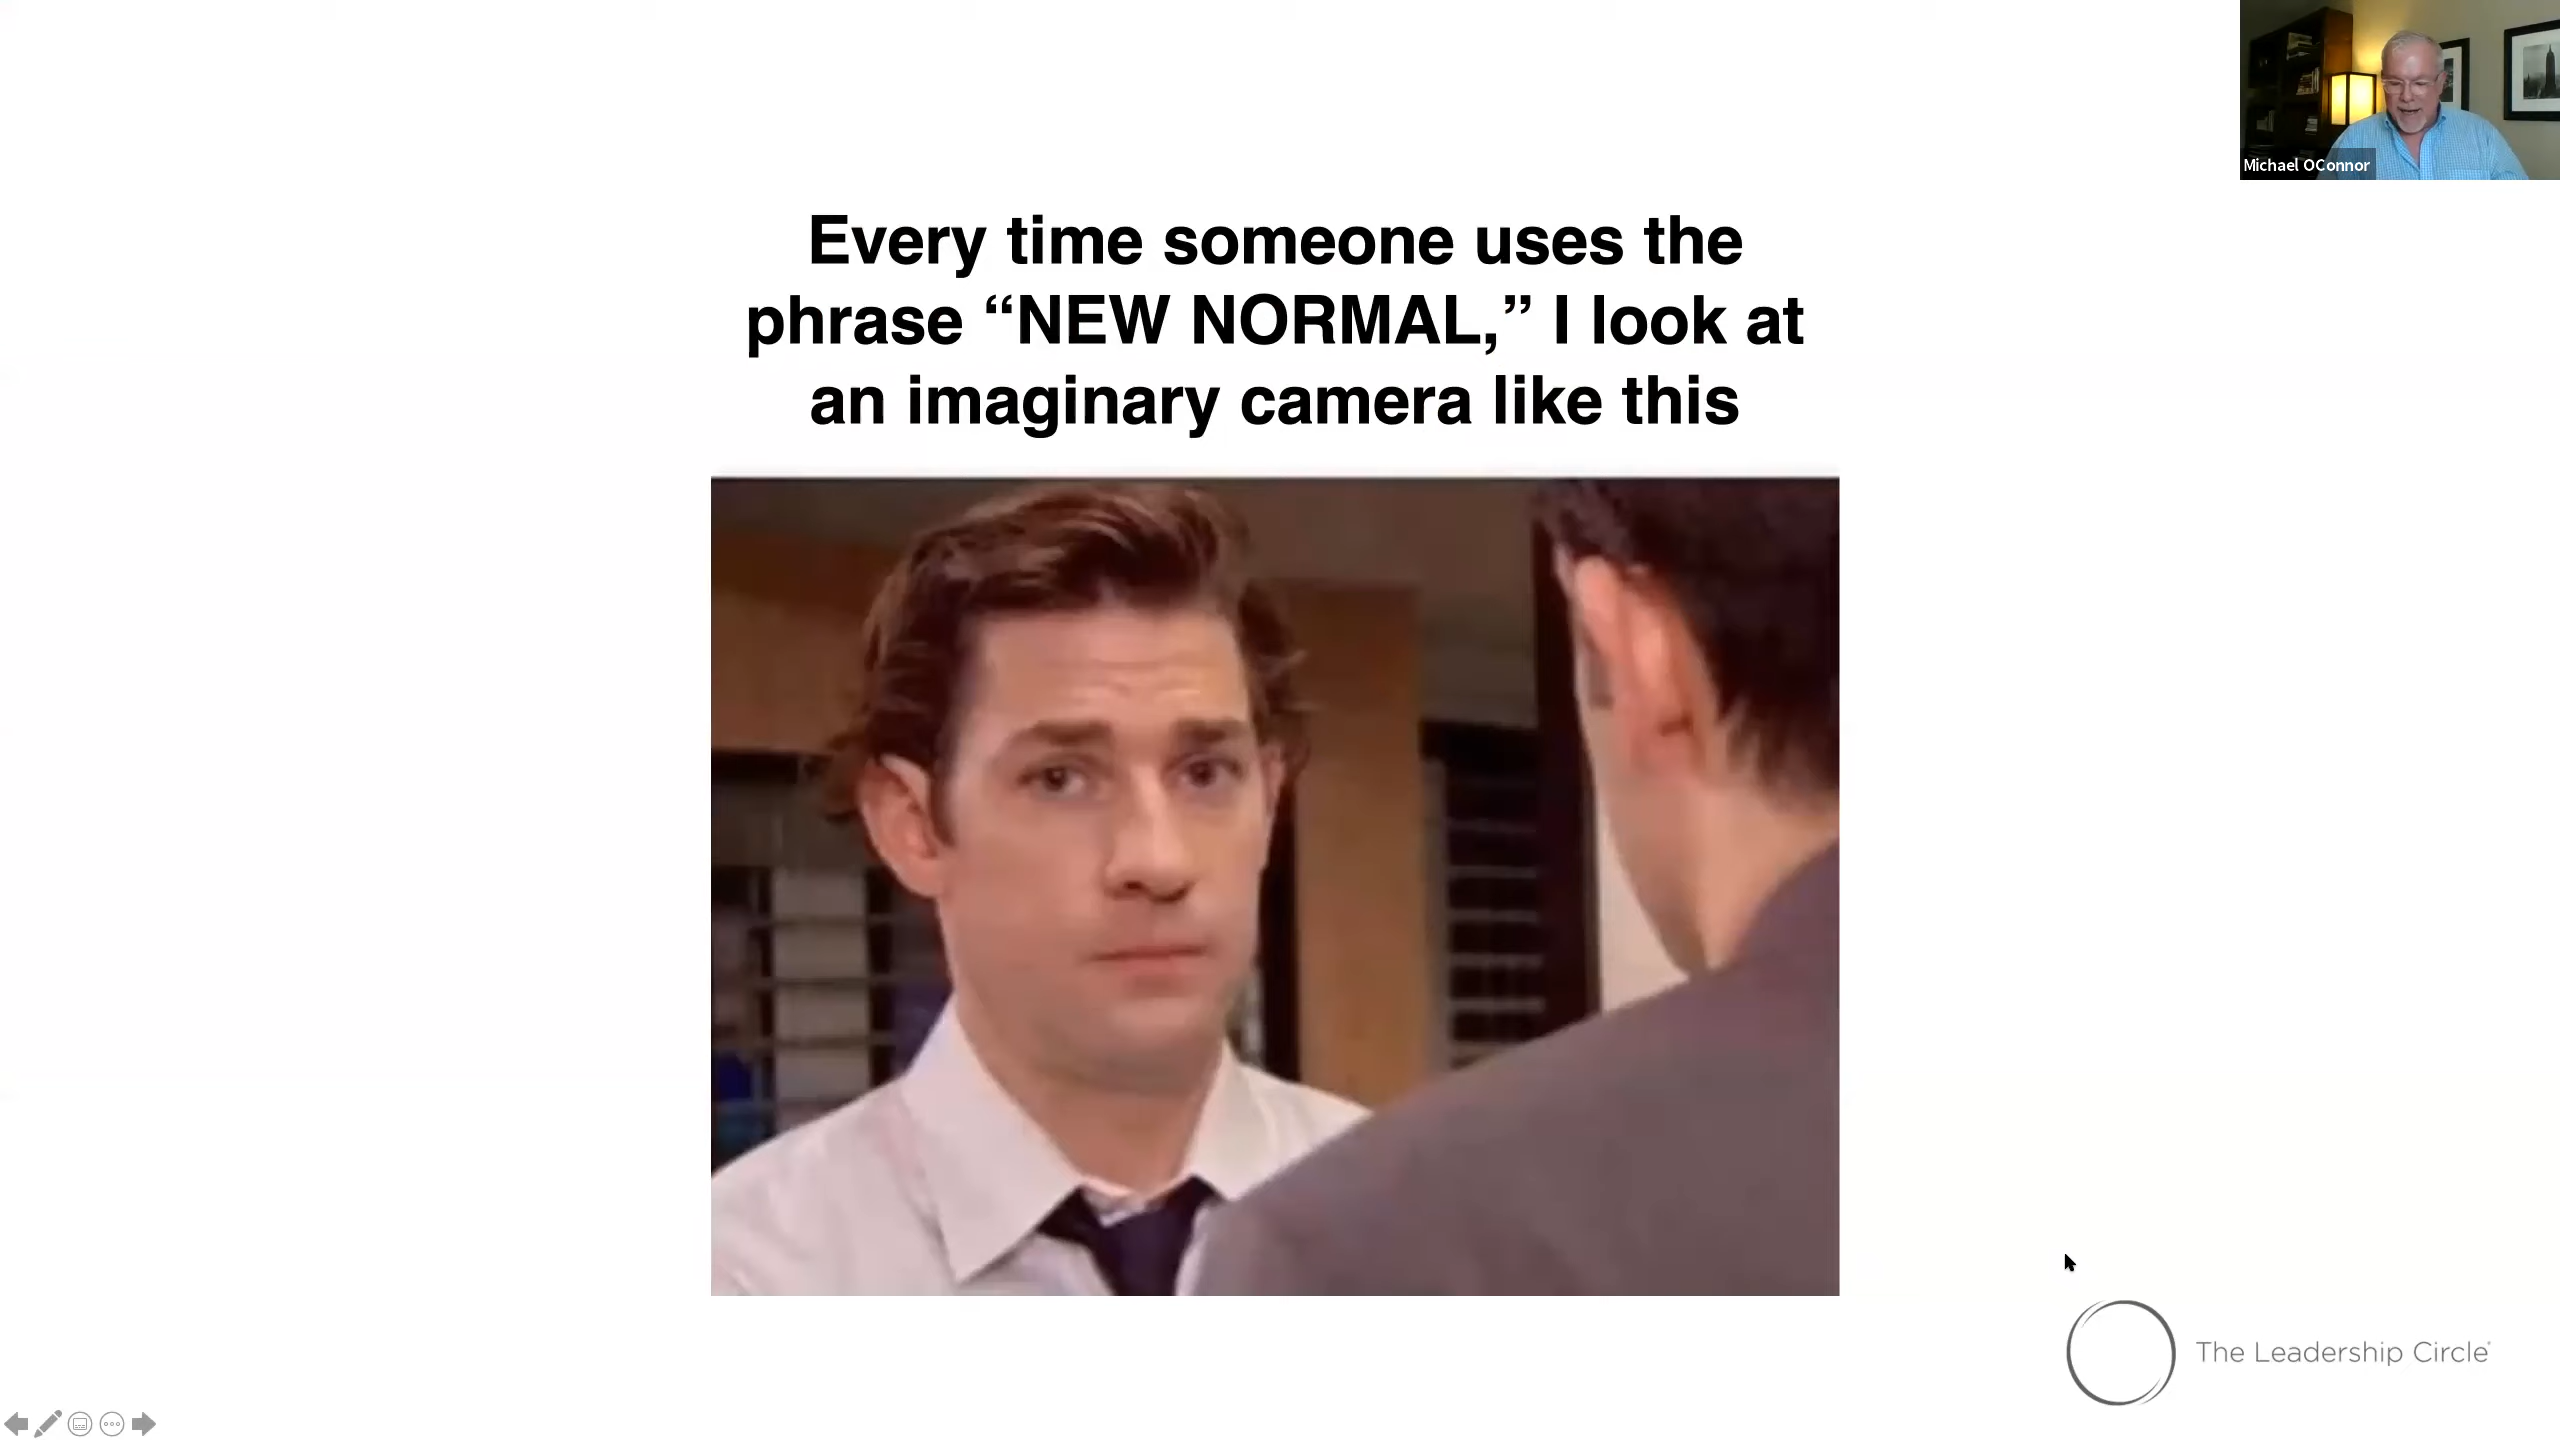 Michael OConnor
Every time someone uses the
phrase “NEW NORMAL,” I look at
an imaginary camera like this
The Leadership Circle®